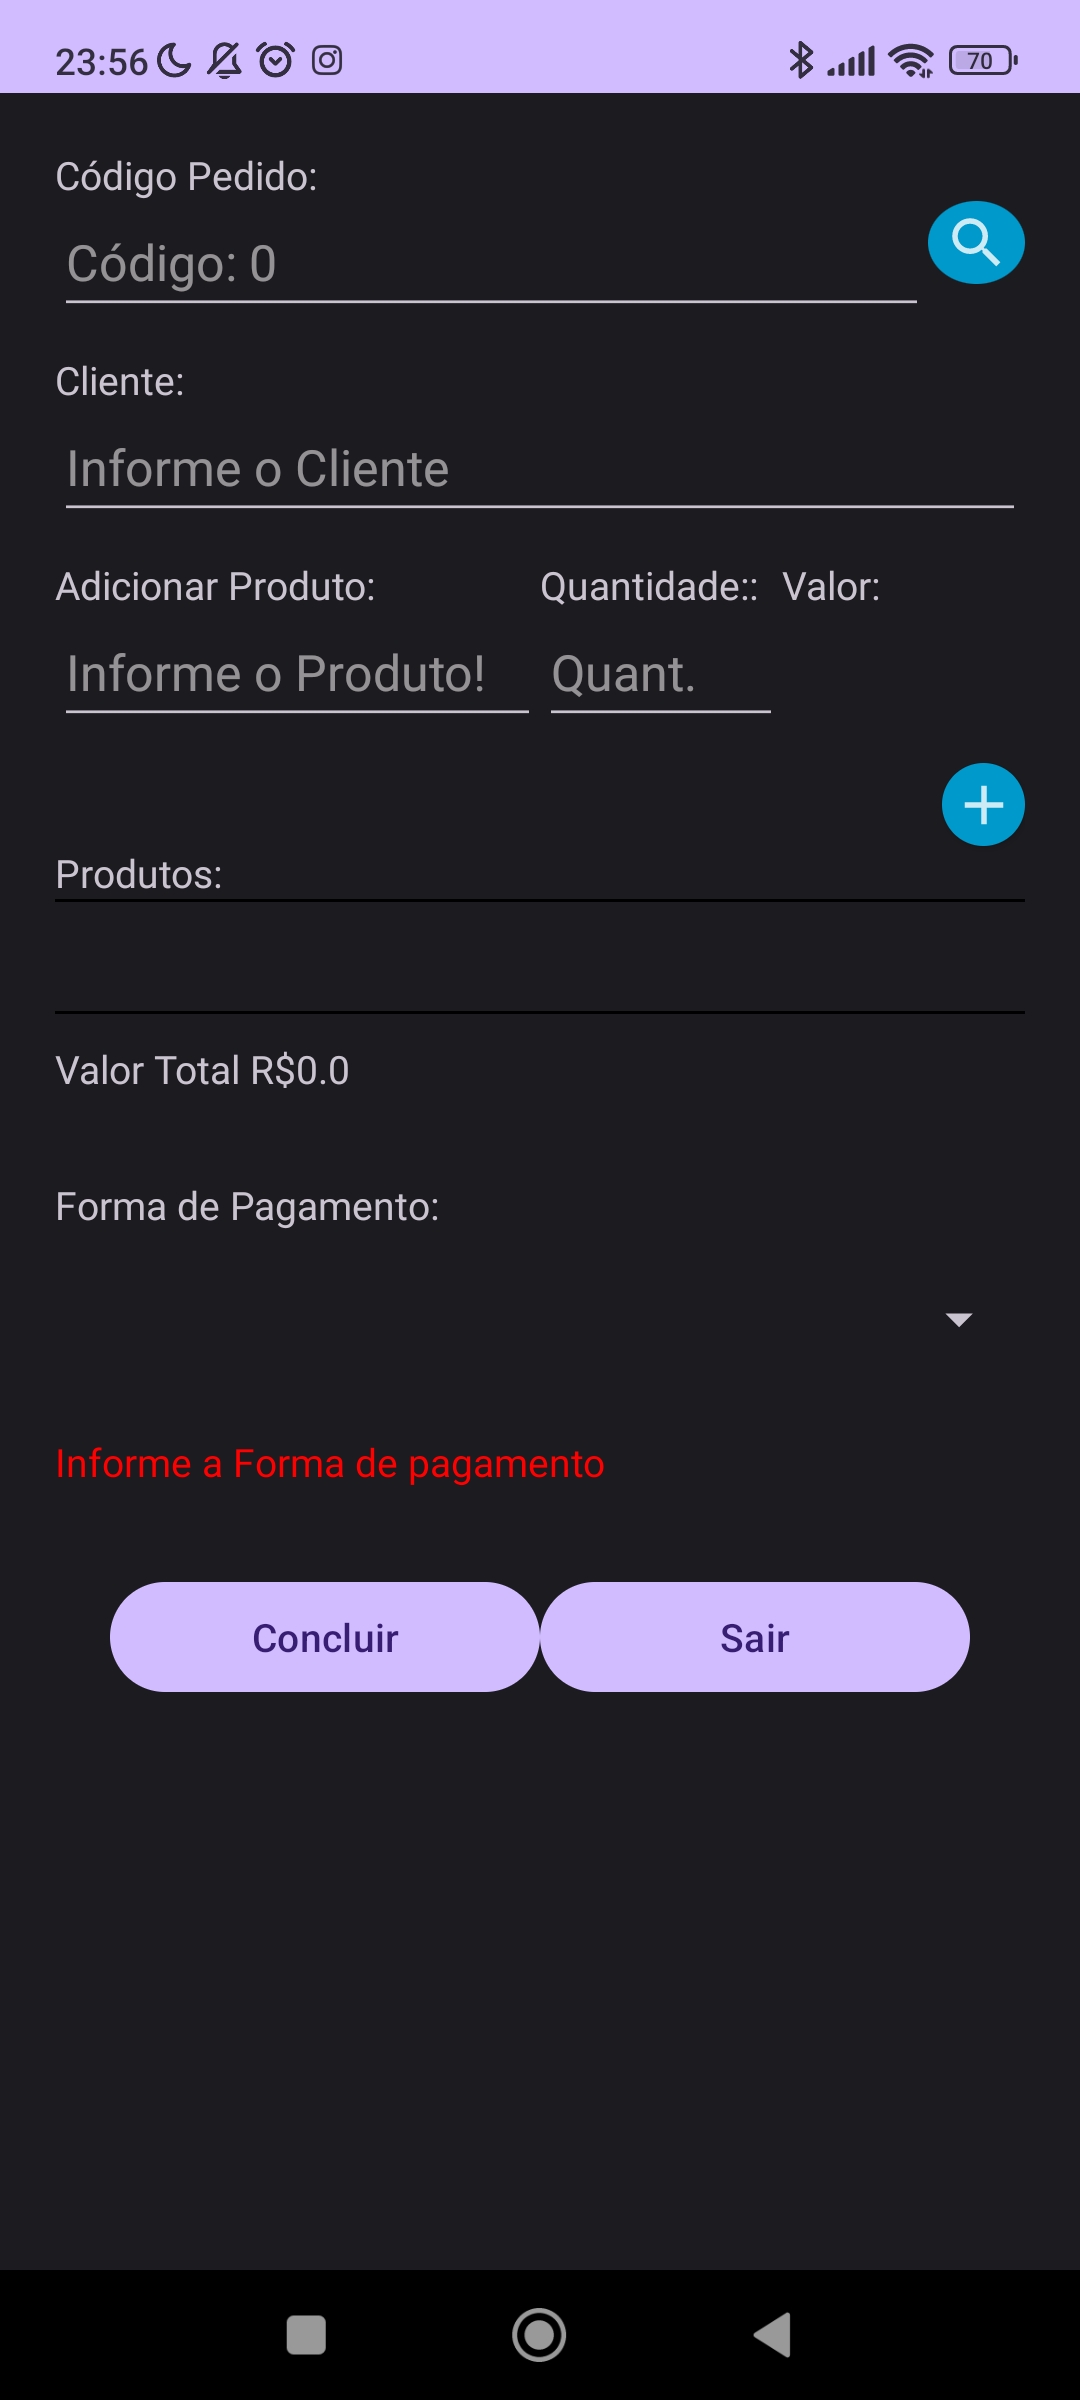 23:56 70
Código Pedido:
Código: 0
Cliente:
Informe o Cliente
Adicionar Produto: Quantidade:: Valor:
Informe o Produto! Quant.
Produtos:
Valor Total R$0.0
Forma de Pagamento:
Informe a Forma de pagamento
Concluir Sair